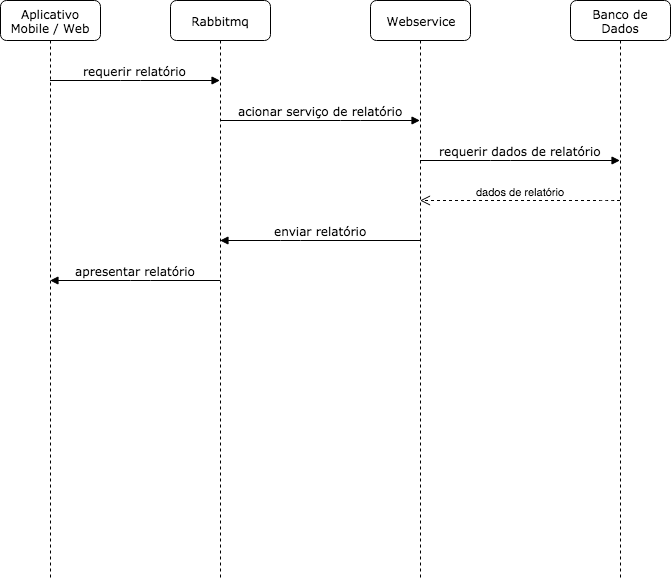 Aplicativo
Mobile / Web
Rabbitmq
Webservice
Banco de
Dados
requerir relatório
acionar serviço de relatório
requerir dados de relatório
dados de relatório
enviar relatório
apresentar relatório